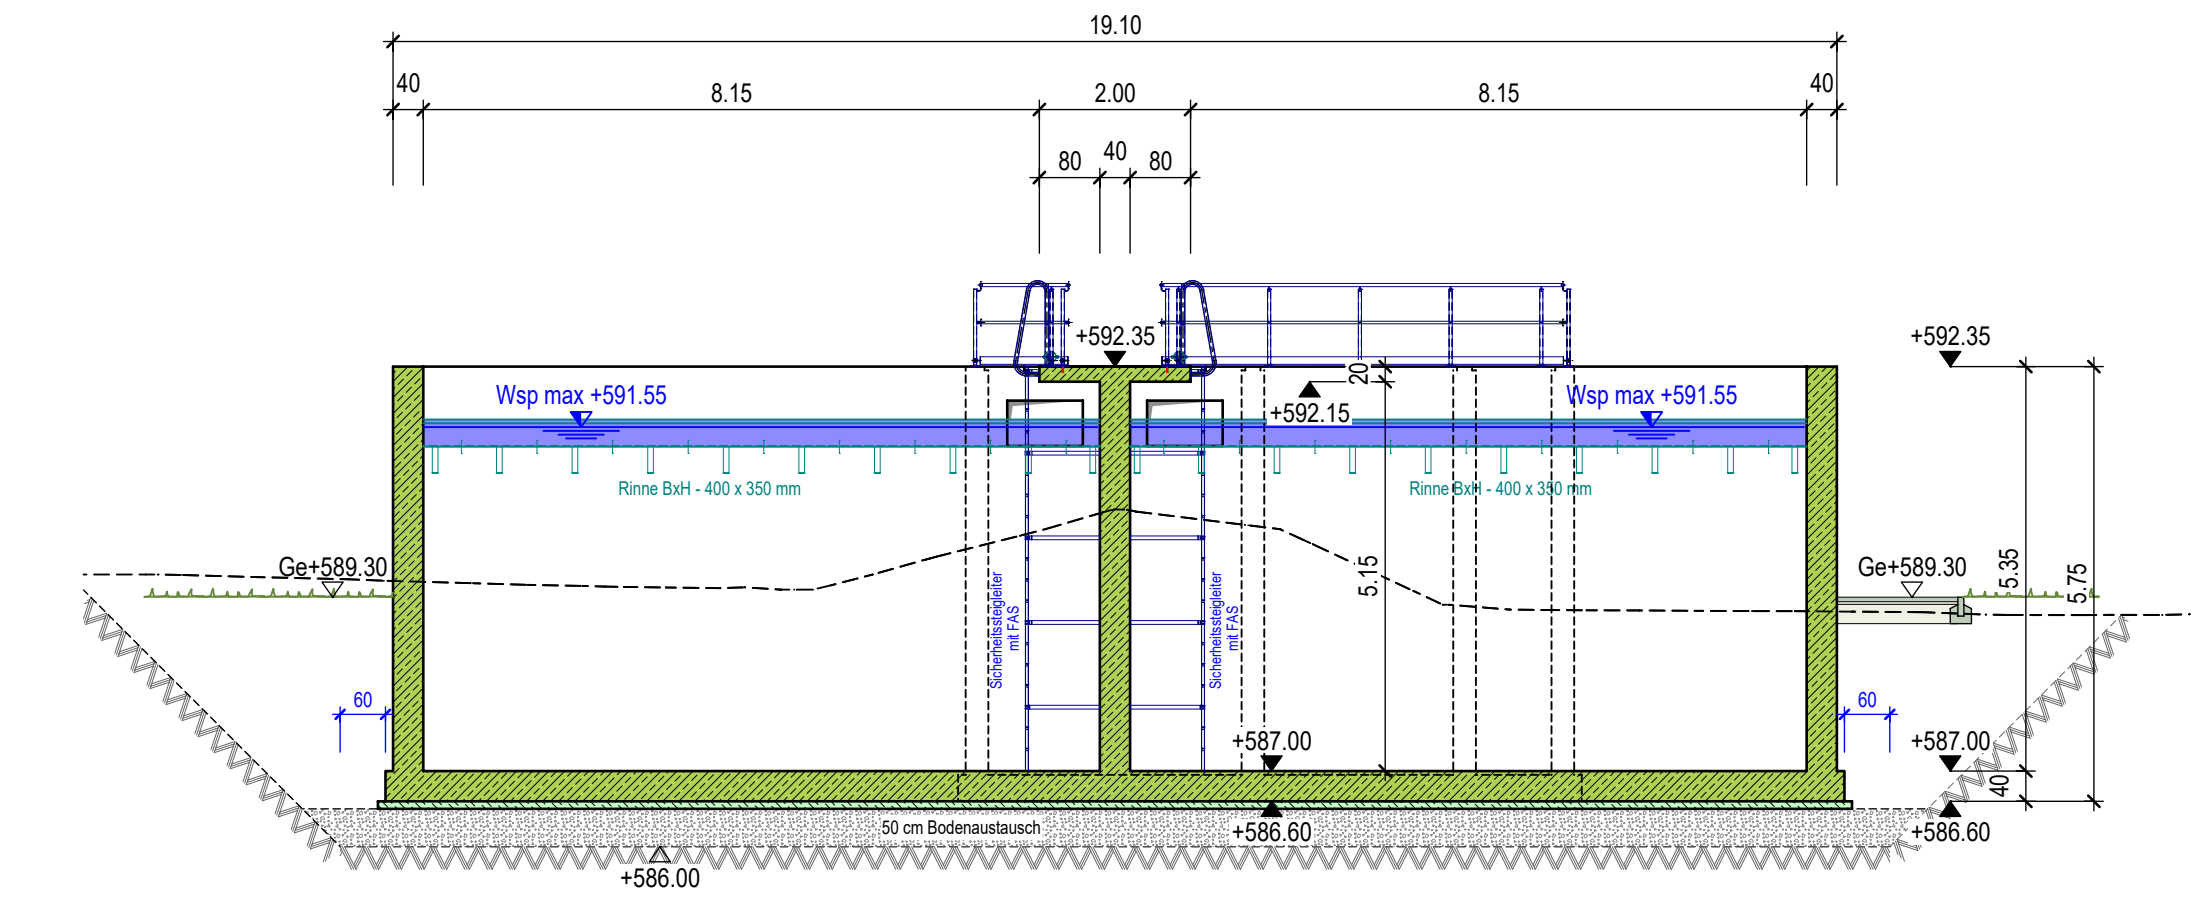 19.10
40
8.15
2.00
8.15
40
80
40
80
+592.35
+592.35
20
Wsp max +591.55
+592.15
Wsp max +591.55
Rinne BxH - 400 x 350 mm
Rinne BxH - 400 x 350 mm
Ge+589.30
Ge+589.30
5.15
5.35
5.75
Sicherheitssteigleiter
mit FAS
Sicherheitssteigleiter
mit FAS
60
60
+587.00
+587.00
40
50 cm Bodenaustausch
+586.60
+586.60
+586.00